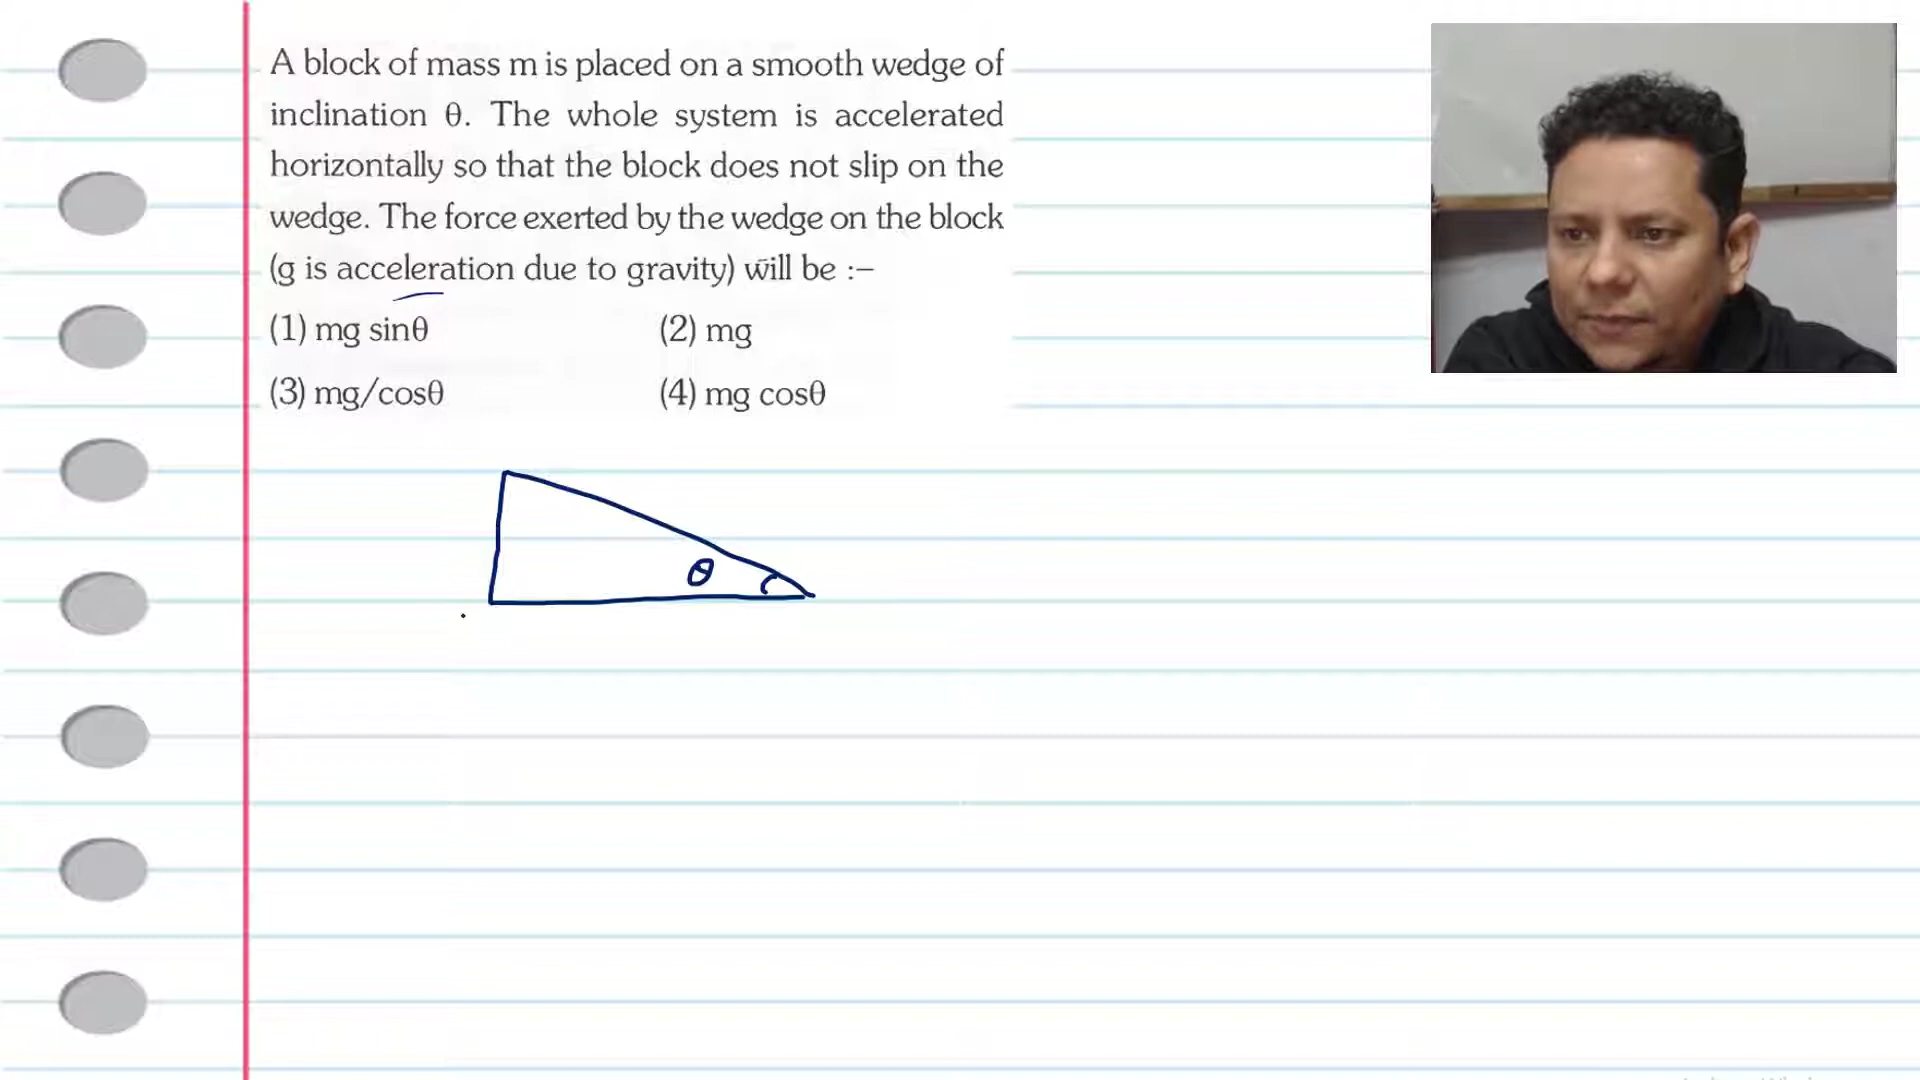 A block of mass m is placed on a smooth wedge of
inclination θ. The whole system is accelerated
horizontally so that the block does not slip on the
wedge. The force exerted by the wedge on the block
(g is acceleration due to gravity) will be :–
(1) mg sinθ (2) mg
(3) mg/cosθ (4) mg cosθ
θ